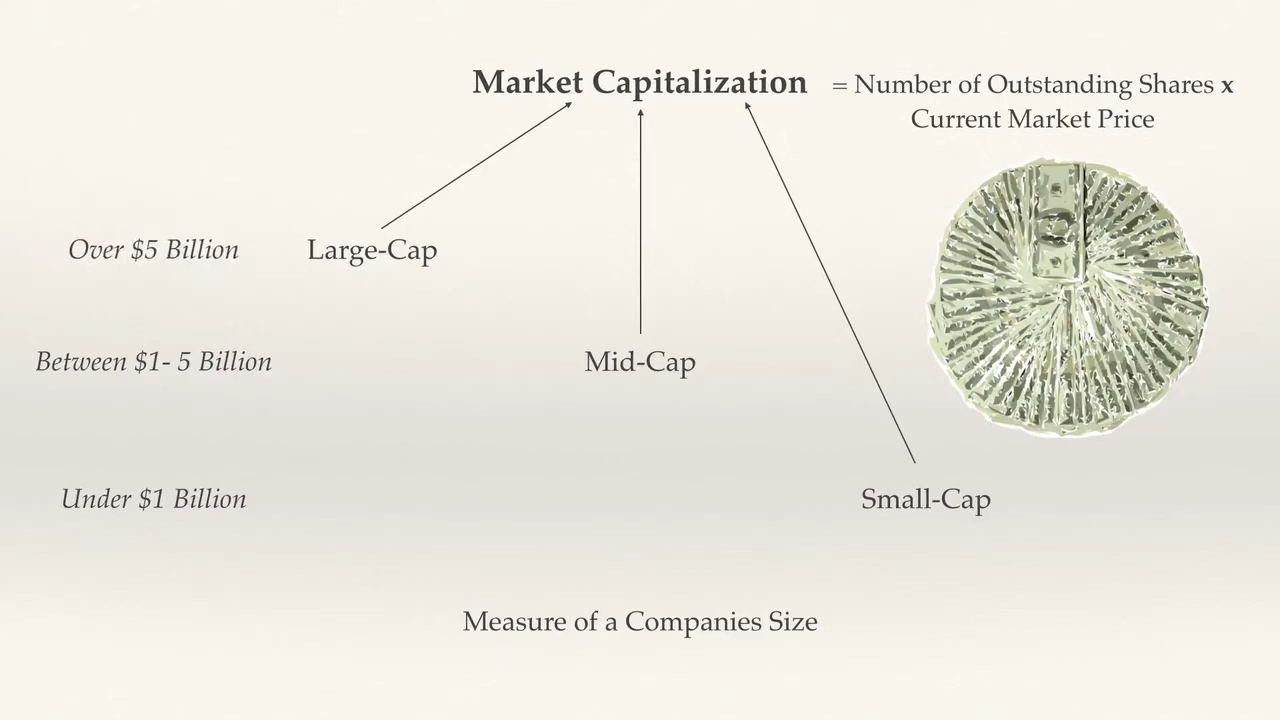 Market Capitalization = Number of Outstanding Shares x
Current Market Price
Over $5 Billion Large-Cap
Between $1- 5 Billion Mid-Cap
Under $1 Billion Small-Cap
Measure of a Companies Size